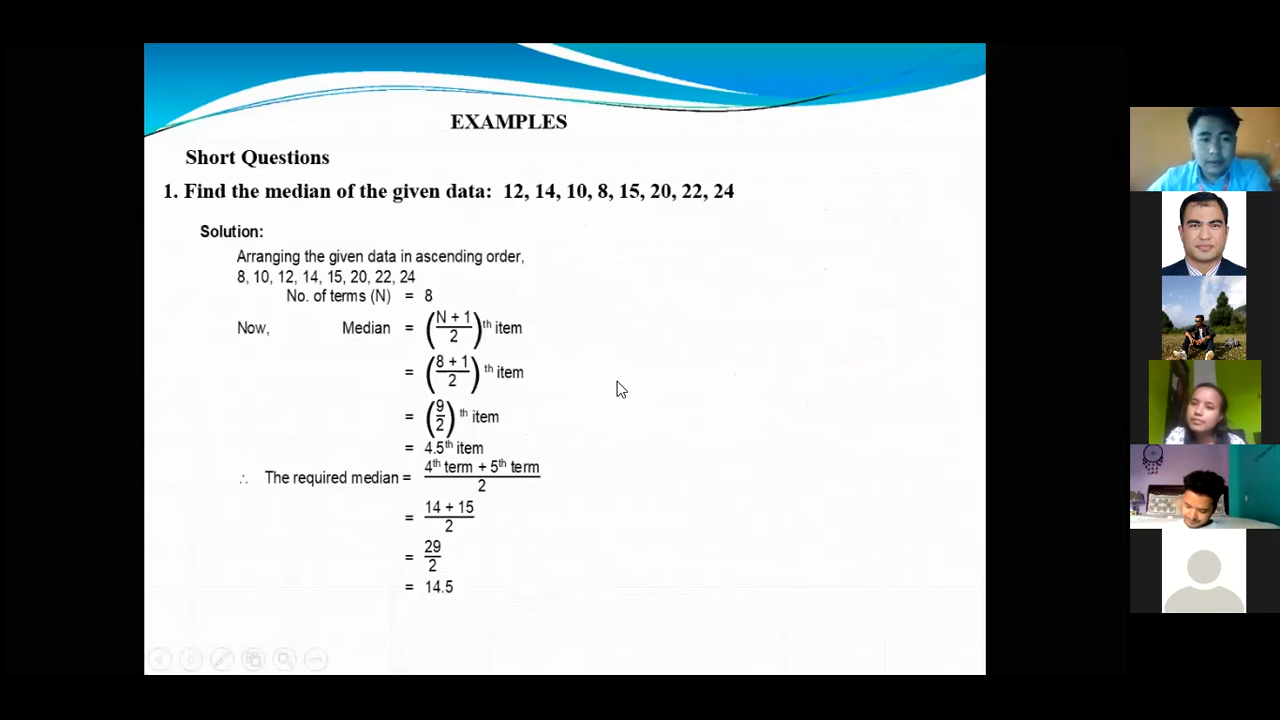 EXAMPLES
Short Questions
1. Find the median of the given data: 12, 14, 10, 8, 15, 20, 22, 24
Solution:
Arranging the given data in ascending order,
8, 10, 12, 14, 15, 20, 22, 24
No. of terms (N) = 8
Now, Median = (N + 1 / 2)th item
= (8 + 1 / 2)th item
= (9 / 2)th item
= 4.5th item
∴ The required median = 4th term + 5th term / 2
= 14 + 15 / 2
= 29 / 2
= 14.5